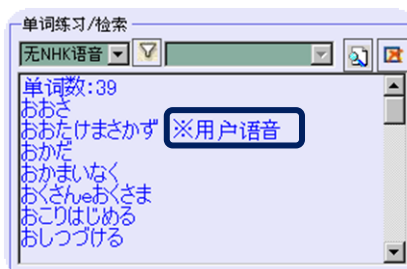 单词练习/检索
无NHK语音
单词数:39
おおさ
おおたけまさかず ※用户语音
おかだ
おかまいなく
おくさんeおくさま
おこりはじめる
おしつづける